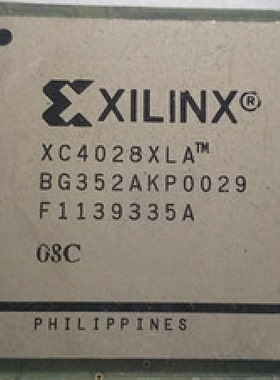 XILINX®
XC4028XLA™
BG352AKP0029
F1139335A
08C
PHILIPPINES